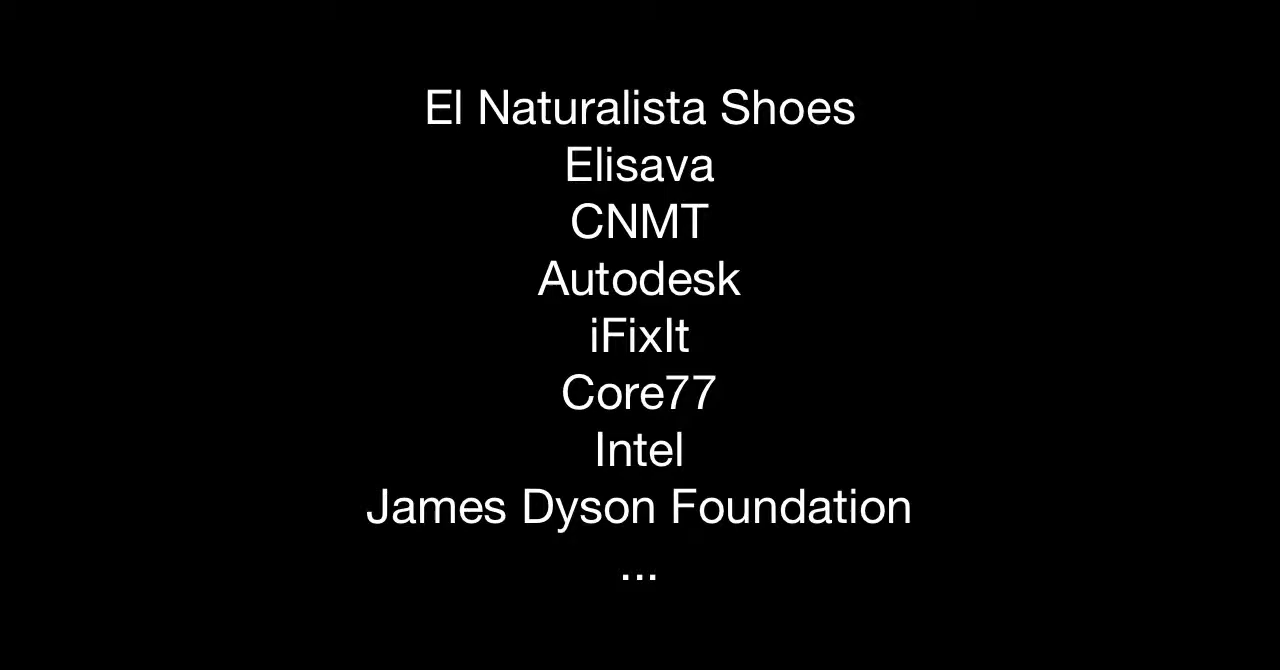 El Naturalista Shoes
Elisava
CNMT
Autodesk
iFixIt
Core77
Intel
James Dyson Foundation
...